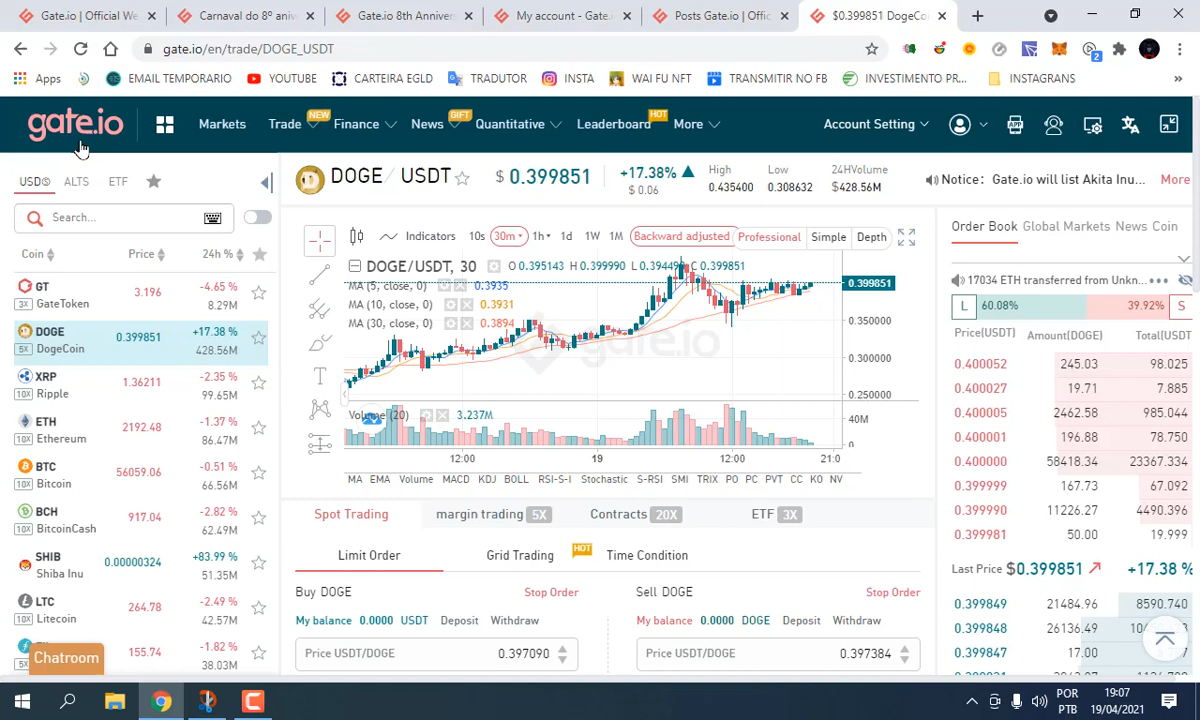 Gate.io | Official We
Carnaval do 8º aniv
Gate.io 8th Annivers
My account - Gate.i
Posts Gate.io | Offic
$0.399851 DogeCo
gate.io/en/trade/DOGE_USDT
2
Apps
EMAIL TEMPORARIO
YOUTUBE
CARTEIRA EGLD
TRADUTOR
INSTA
WAI FU NFT
TRANSMITIR NO FB
INVESTIMENTO PR...
INSTAGRANS
»
gate.io
Markets
Trade
NEW
Finance
News
GIFT
Quantitative
Leaderboard
HOT
More
Account Setting
USDⓈ
ALTS
ETF
DOGE/ USDT
$ 0.399851
+17.38%
$ 0.06
High
0.435400
Low
0.308632
24HVolume
$428.56M
Notice: Gate.io will list Akita Inu...
More
Search...
Coin
Price
24h %
GT
GateToken
3.196
-4.65 %
8.29M
DOGE
5X DogeCoin
0.399851
+17.38 %
428.56M
XRP
10X Ripple
1.36211
-2.35 %
99.65M
ETH
10X Ethereum
2192.48
-1.37 %
86.47M
BTC
10X Bitcoin
56059.06
-0.51 %
66.56M
BCH
10X BitcoinCash
917.04
-2.82 %
62.49M
SHIB
Shiba Inu
0.00000324
+83.99 %
51.35M
LTC
10X Litecoin
264.78
-2.49 %
42.57M
5X
155.74
-1.82 %
38.03M
Chatroom
Indicators
10s
30m
1h
1d
1W
1M
Backward adjusted
Professional
Simple
Depth
DOGE/USDT, 30
O 0.395143 H 0.399990 L 0.39449 C 0.399851
MA (5, close, 0)
0.3935
MA (10, close, 0)
0.3931
MA (30, close, 0)
0.3894
gate.io
0.399851
0.350000
0.300000
0.250000
Volume (20)
3.237M
40M
0
12:00
19
12:00
21:0
MA EMA Volume MACD KDJ BOLL RSI-S-I Stochastic S-RSI SMI TRIX PO PC PVT CC KO NV
Spot Trading
margin trading 5X
Contracts 20X
ETF 3X
Limit Order
Grid Trading
HOT
Time Condition
Buy DOGE
Stop Order
My balance 0.0000 USDT Deposit Withdraw
Price USDT/DOGE
0.397090
Sell DOGE
Stop Order
My balance 0.0000 DOGE Deposit Withdraw
Price USDT/DOGE
0.397384
Order Book Global Markets News Coin
17034 ETH transferred from Unkn...
L 60.08%
39.92% S
Price(USDT)
Amount(DOGE)
Total(USDT
0.400052 245.03 98.025
0.400027 19.71 7.885
0.400005 2462.58 985.044
0.400001 196.88 78.750
0.400000 58418.34 23367.334
0.399999 167.73 67.092
0.399990 11226.27 4490.396
0.399981 50.00 19.999
Last Price $0.399851 +17.38 %
0.399849 21484.96 8590.740
0.399848 26136.49
0.399847 17.00
POR
PTB
19:07
19/04/2021